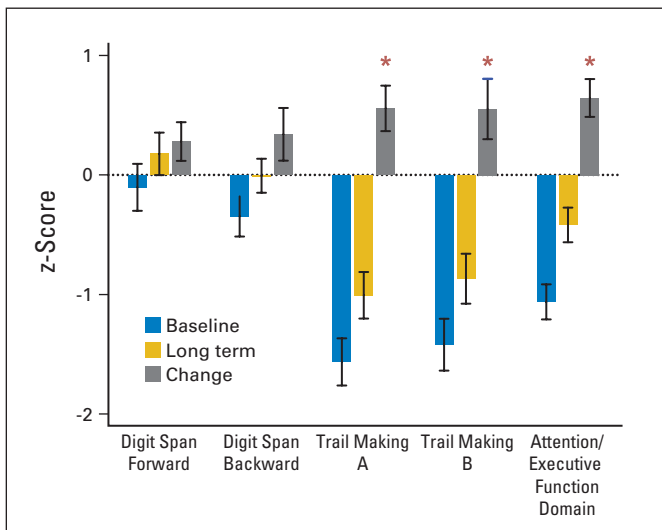 1
*
*
*
0
z-Score
-1
Baseline
Long term
Change
-2
Digit Span
Forward
Digit Span
Backward
Trail Making
A
Trail Making
B
Attention/
Executive
Function
Domain